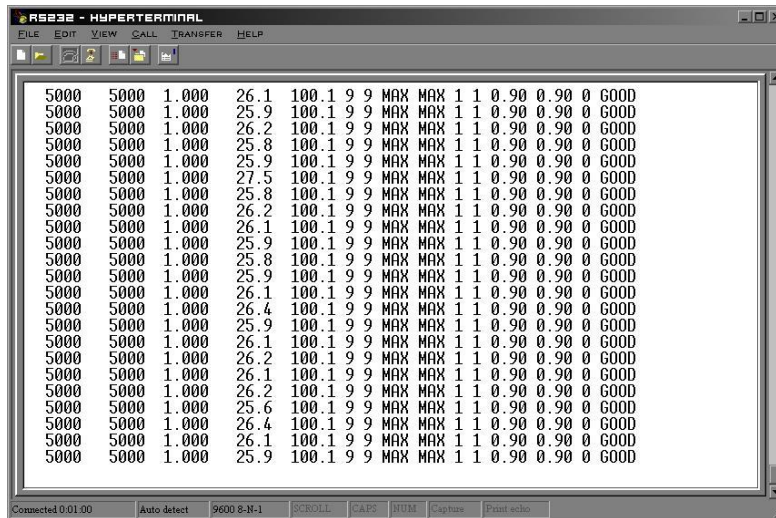 RS232 - HYPERTERMINAL
FILE EDIT VIEW CALL TRANSFER HELP
5000 5000 1.000 26.1 100.1 9 9 MAX MAX 1 1 0.90 0.90 0 GOOD
5000 5000 1.000 25.9 100.1 9 9 MAX MAX 1 1 0.90 0.90 0 GOOD
5000 5000 1.000 26.2 100.1 9 9 MAX MAX 1 1 0.90 0.90 0 GOOD
5000 5000 1.000 25.8 100.1 9 9 MAX MAX 1 1 0.90 0.90 0 GOOD
5000 5000 1.000 25.9 100.1 9 9 MAX MAX 1 1 0.90 0.90 0 GOOD
5000 5000 1.000 27.5 100.1 9 9 MAX MAX 1 1 0.90 0.90 0 GOOD
5000 5000 1.000 25.8 100.1 9 9 MAX MAX 1 1 0.90 0.90 0 GOOD
5000 5000 1.000 26.2 100.1 9 9 MAX MAX 1 1 0.90 0.90 0 GOOD
5000 5000 1.000 26.1 100.1 9 9 MAX MAX 1 1 0.90 0.90 0 GOOD
5000 5000 1.000 25.9 100.1 9 9 MAX MAX 1 1 0.90 0.90 0 GOOD
5000 5000 1.000 25.8 100.1 9 9 MAX MAX 1 1 0.90 0.90 0 GOOD
5000 5000 1.000 25.9 100.1 9 9 MAX MAX 1 1 0.90 0.90 0 GOOD
5000 5000 1.000 26.1 100.1 9 9 MAX MAX 1 1 0.90 0.90 0 GOOD
5000 5000 1.000 26.4 100.1 9 9 MAX MAX 1 1 0.90 0.90 0 GOOD
5000 5000 1.000 25.9 100.1 9 9 MAX MAX 1 1 0.90 0.90 0 GOOD
5000 5000 1.000 26.1 100.1 9 9 MAX MAX 1 1 0.90 0.90 0 GOOD
5000 5000 1.000 26.2 100.1 9 9 MAX MAX 1 1 0.90 0.90 0 GOOD
5000 5000 1.000 26.1 100.1 9 9 MAX MAX 1 1 0.90 0.90 0 GOOD
5000 5000 1.000 26.2 100.1 9 9 MAX MAX 1 1 0.90 0.90 0 GOOD
5000 5000 1.000 25.6 100.1 9 9 MAX MAX 1 1 0.90 0.90 0 GOOD
5000 5000 1.000 26.4 100.1 9 9 MAX MAX 1 1 0.90 0.90 0 GOOD
5000 5000 1.000 26.1 100.1 9 9 MAX MAX 1 1 0.90 0.90 0 GOOD
5000 5000 1.000 25.9 100.1 9 9 MAX MAX 1 1 0.90 0.90 0 GOOD
Connected 0:01:00 Auto detect 9600 8-N-1 SCROLL CAPS NUM Capture Print echo